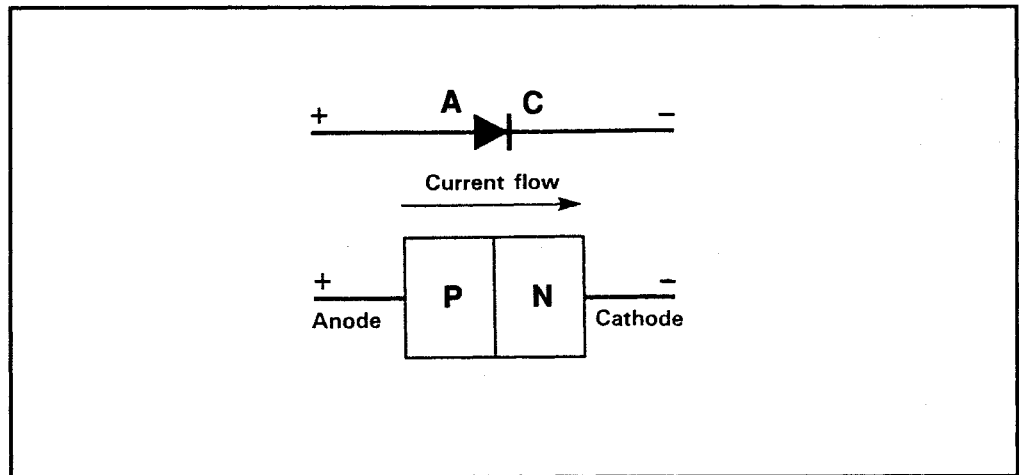 + A C −
Current flow
+ P N −
Anode Cathode